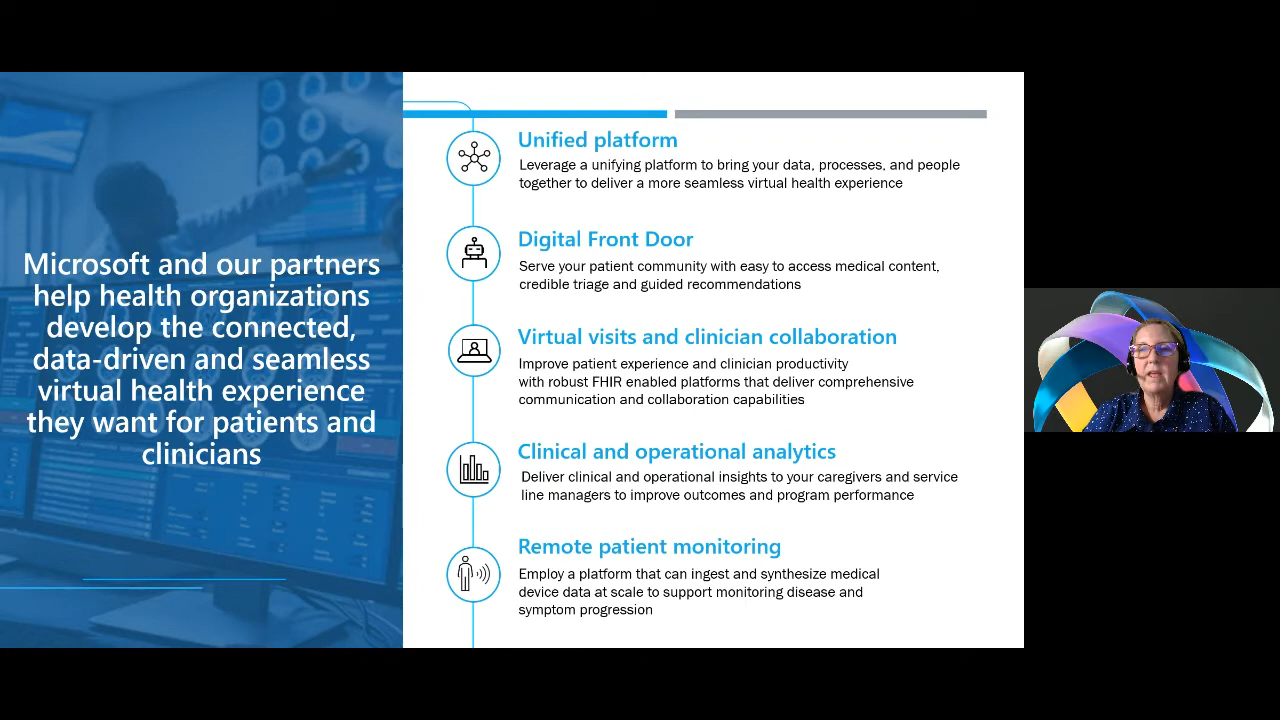 Microsoft and our partners
help health organizations
develop the connected,
data-driven and seamless
virtual health experience
they want for patients and
clinicians
Unified platform
Leverage a unifying platform to bring your data, processes, and people
together to deliver a more seamless virtual health experience
Digital Front Door
Serve your patient community with easy to access medical content,
credible triage and guided recommendations
Virtual visits and clinician collaboration
Improve patient experience and clinician productivity
with robust FHIR enabled platforms that deliver comprehensive
communication and collaboration capabilities
Clinical and operational analytics
Deliver clinical and operational insights to your caregivers and service
line managers to improve outcomes and program performance
Remote patient monitoring
Employ a platform that can ingest and synthesize medical
device data at scale to support monitoring disease and
symptom progression